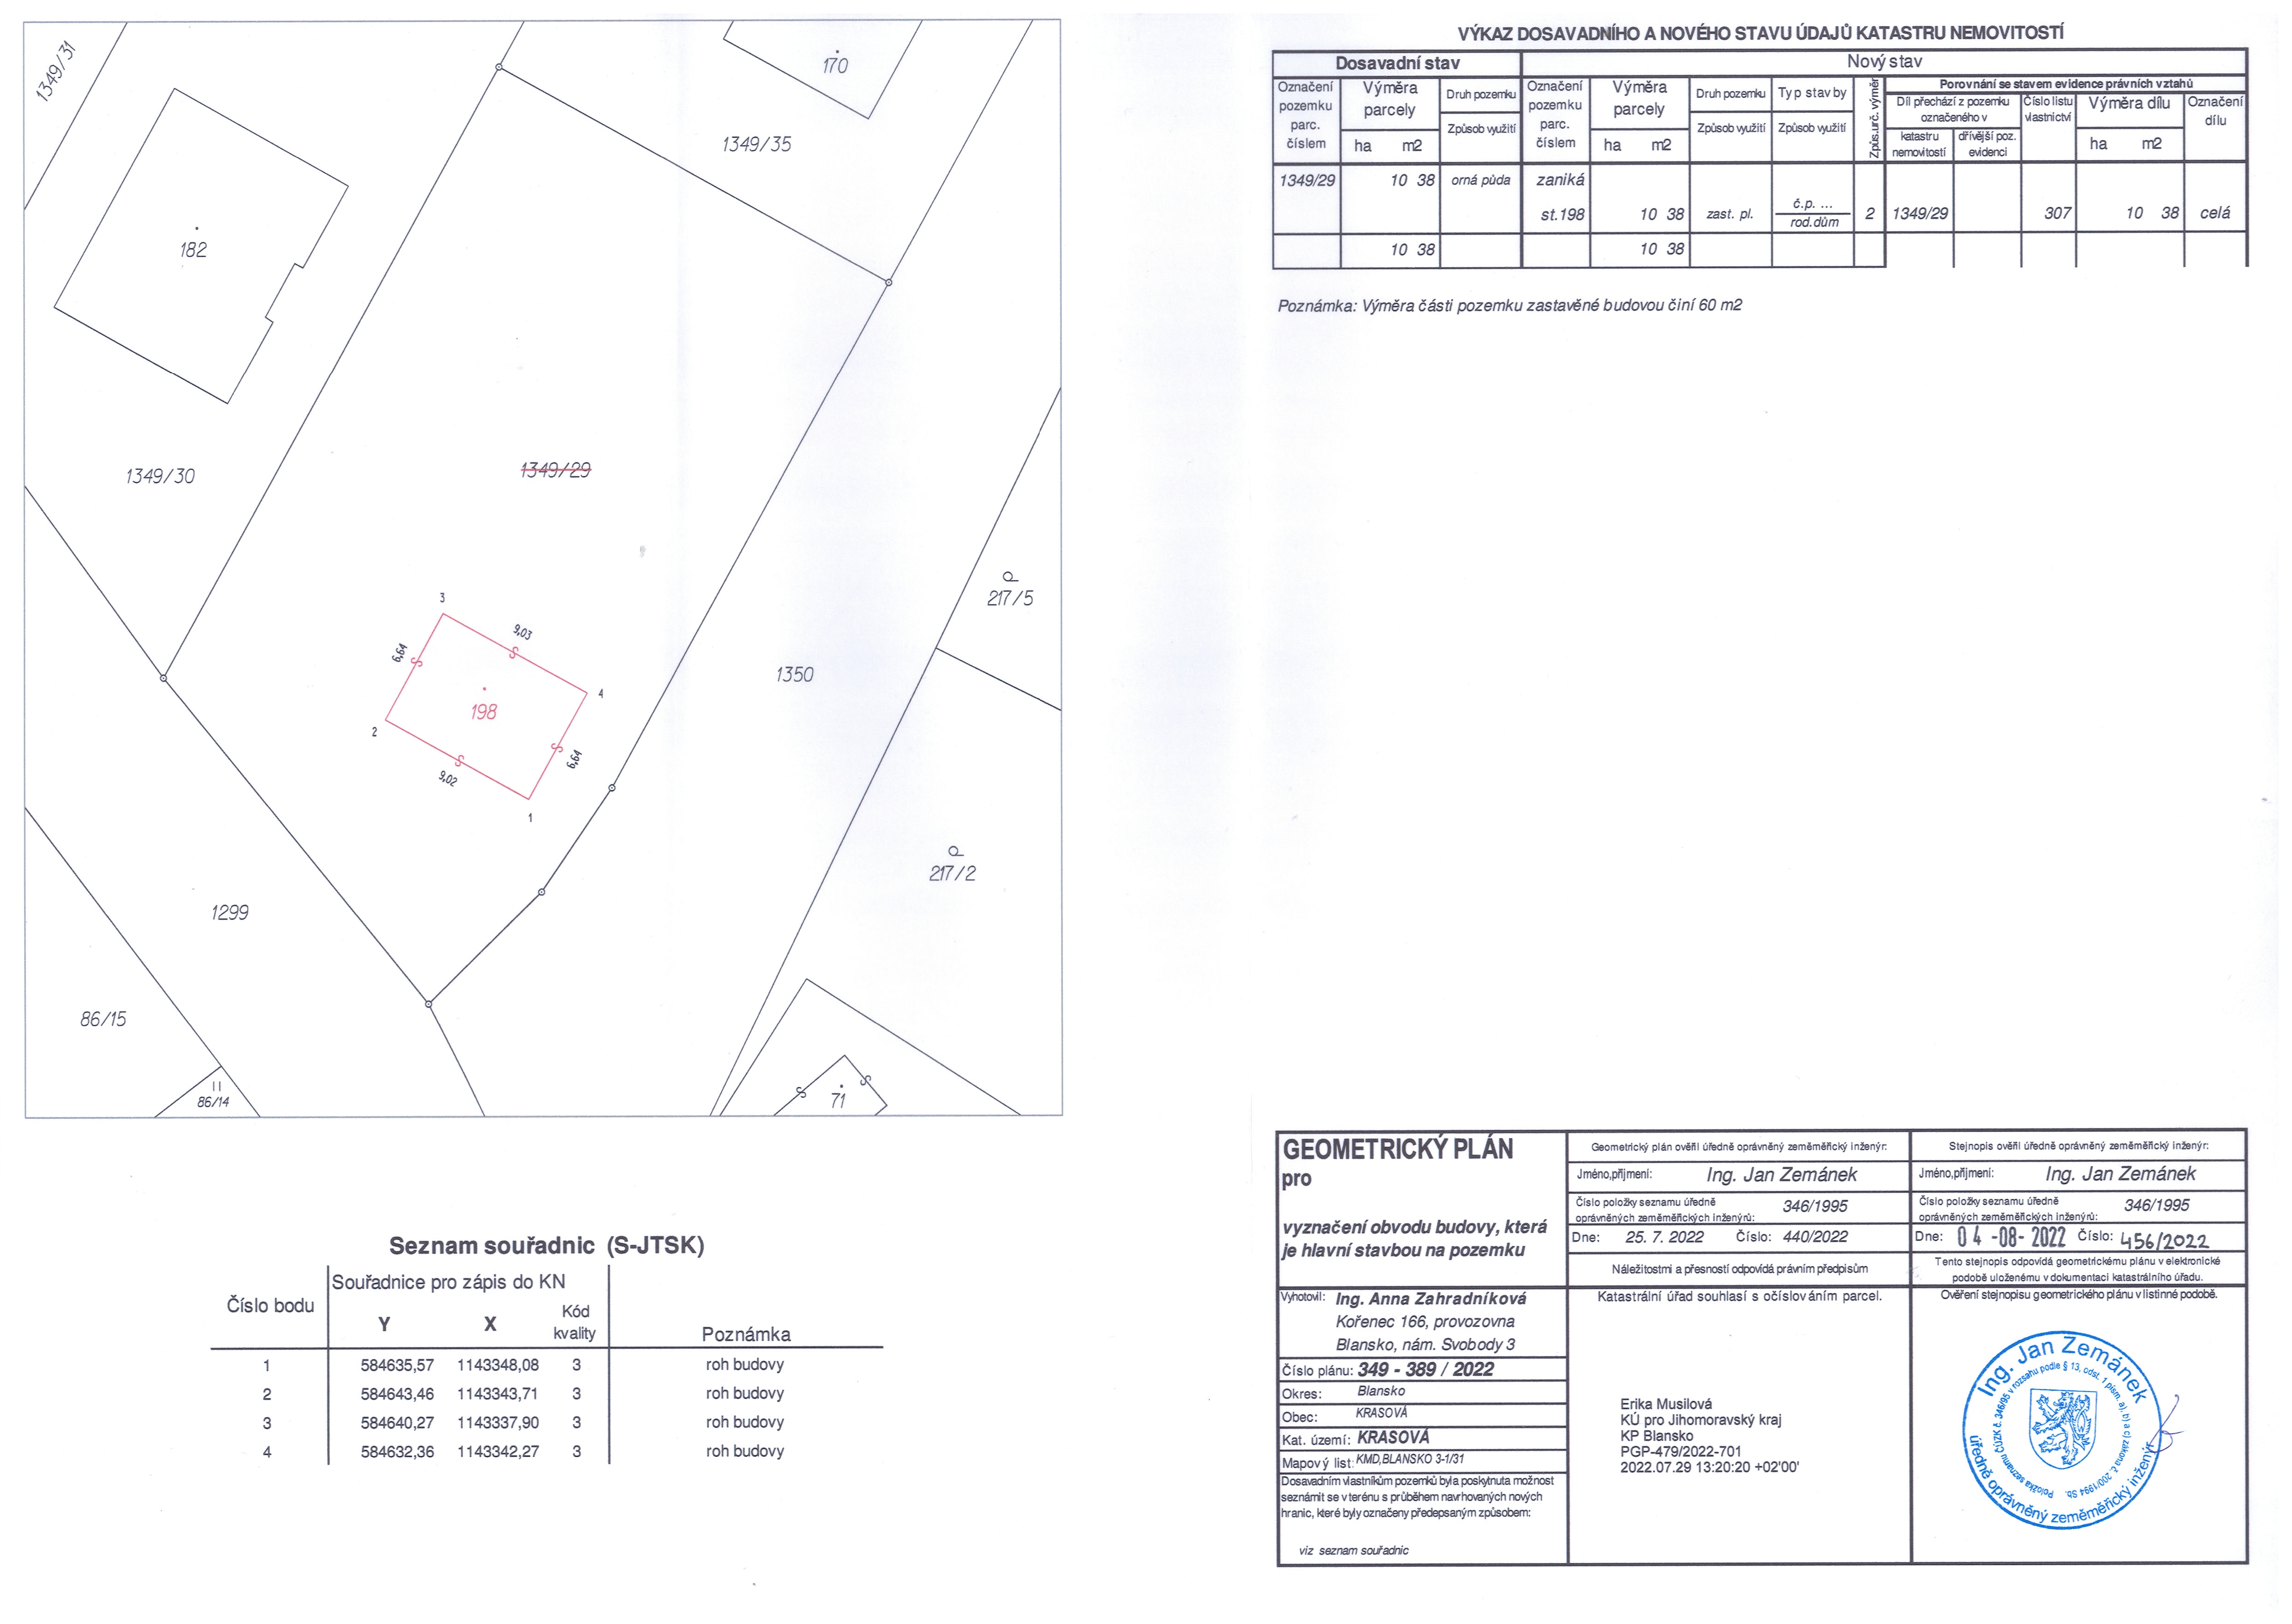 1349/31
170
1349/35
182
1349/30
1349/29
217/5
3
9,03
6,64
4
198
1350
2
9,02
6,64
1
217/2
1299
86/15
86/14
71
Seznam souřadnic (S-JTSK)
Číslo bodu
Souřadnice pro zápis do KN
Y X Kód kvality
Poznámka
1 584635,57 1143348,08 3 roh budovy
2 584643,46 1143343,71 3 roh budovy
3 584640,27 1143337,90 3 roh budovy
4 584632,36 1143342,27 3 roh budovy
VÝKAZ DOSAVADNÍHO A NOVÉHO STAVU ÚDAJŮ KATASTRU NEMOVITOSTÍ
Dosavadní stav Nový stav
Označení pozemku parc. číslem
Výměra parcely
ha m2
Druh pozemku
Způsob využití
Označení pozemku parc. číslem
Výměra parcely
ha m2
Druh pozemku
Způsob využití
Typ stavby
Způsob využití
Způs.urč. výměr
Porovnání se stavem evidence právních vztahů
Díl přechází z pozemku označeného v
katastru nemovitostí
dřívější poz. evidenci
Číslo listu vlastnictví
Výměra dílu
ha m2
Označení dílu
1349/29 10 38 orná půda zaniká
st.198 10 38 zast. pl. č.p. ... rod.dům 2 1349/29 307 10 38 celá
10 38 10 38
Poznámka: Výměra části pozemku zastavěné budovou činí 60 m2
GEOMETRICKÝ PLÁN
pro
vyznačení obvodu budovy, která
je hlavní stavbou na pozemku
Vyhotovil: Ing. Anna Zahradníková
Kořenec 166, provozovna
Blansko, nám. Svobody 3
Číslo plánu: 349 - 389 / 2022
Okres: Blansko
Obec: KRASOVÁ
Kat. území: KRASOVÁ
Mapový list: KMD,BLANSKO 3-1/31
Dosavadním vlastníkům pozemků byla poskytnuta možnost
seznámit se v terénu s průběhem navrhovaných nových
hranic, které byly označeny předepsaným způsobem:
viz seznam souřadnic
Geometrický plán ověřil úředně oprávněný zeměměřický inženýr:
Jméno,příjmení: Ing. Jan Zemánek
Číslo položky seznamu úředně
oprávněných zeměměřických inženýrů: 346/1995
Dne: 25. 7. 2022 Číslo: 440/2022
Náležitostmi a přesností odpovídá právním předpisům
Katastrální úřad souhlasí s očíslováním parcel.
Erika Musilová
KÚ pro Jihomoravský kraj
KP Blansko
PGP-479/2022-701
2022.07.29 13:20:20 +02'00'
Stejnopis ověřil úředně oprávněný zeměměřický inženýr:
Jméno,příjmení: Ing. Jan Zemánek
Číslo položky seznamu úředně
oprávněných zeměměřických inženýrů: 346/1995
Dne: 04 -08- 2022 Číslo: 456/2022
Tento stejnopis odpovídá geometrickému plánu v elektronické
podobě uloženému v dokumentaci katastrálního úřadu.
Ověření stejnopisu geometrického plánu v listinné podobě.
Ing. Jan Zemánek
úředně oprávněný zeměměřický inženýr
Položka seznamu ČÚZK č. 346/95 v rozsahu podle § 13, odst. 1 písm. a), b) a c) zákona č. 200/1994 Sb.